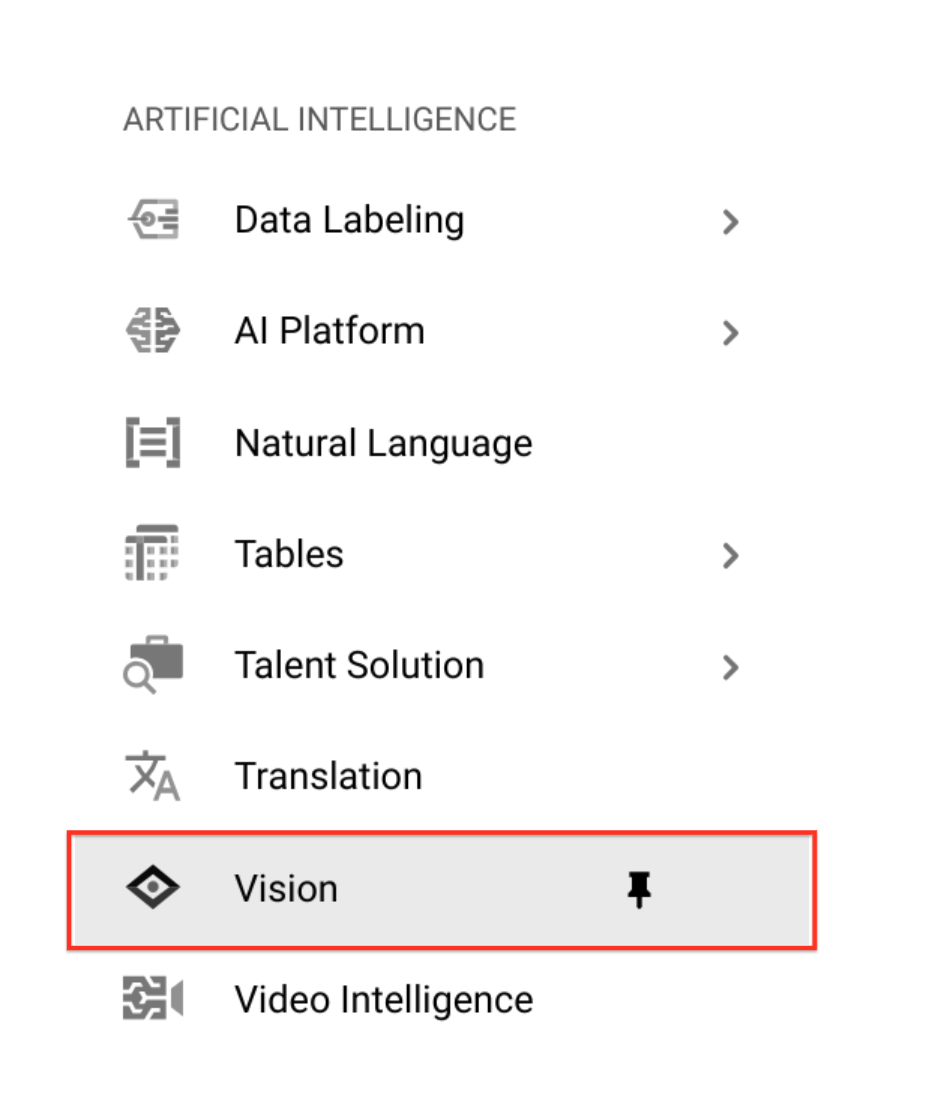 ARTIFICIAL INTELLIGENCE
Data Labeling
AI Platform
Natural Language
Tables
Talent Solution
Translation
Vision
Video Intelligence